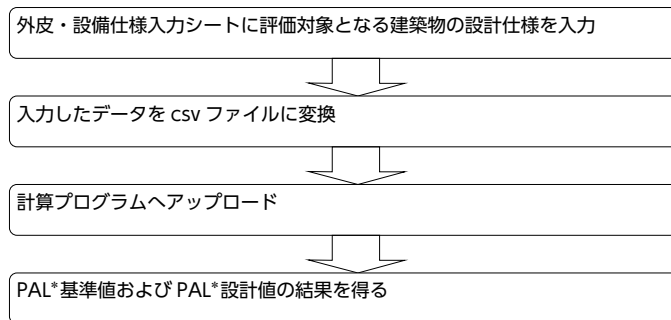 外皮・設備仕様入力シートに評価対象となる建築物の設計仕様を入力
入力したデータを csv ファイルに変換
計算プログラムへアップロード
PAL*基準値および PAL*設計値の結果を得る